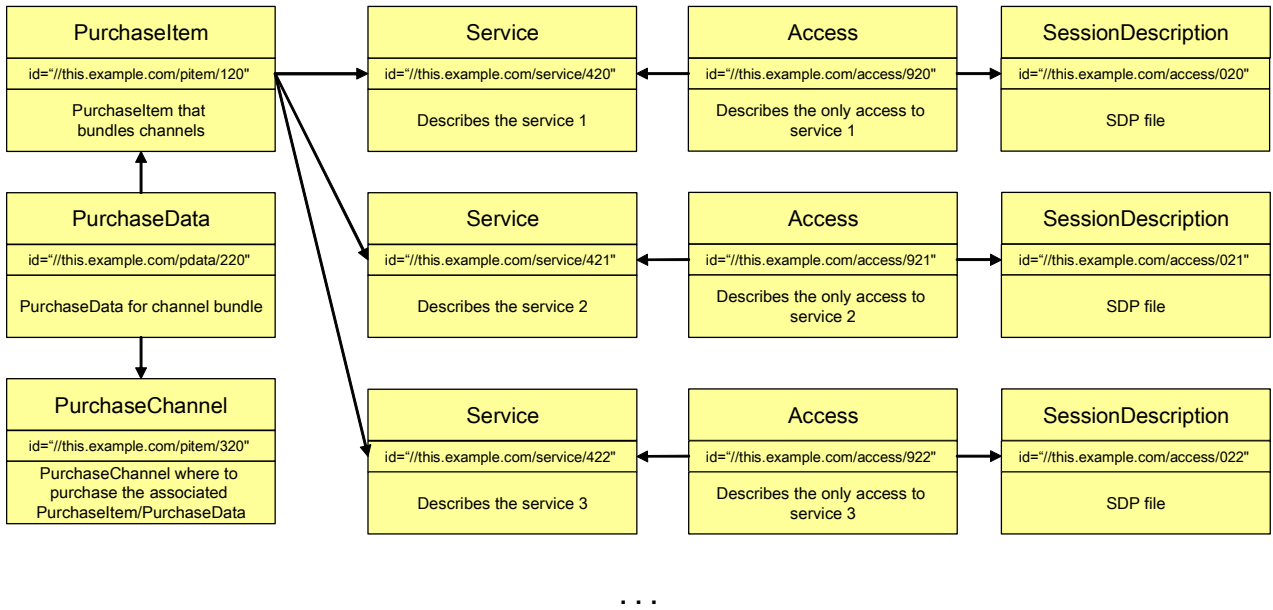 PurchaseItem
id="//this.example.com/pitem/120"
PurchaseItem that
bundles channels
Service
id="//this.example.com/service/420"
Describes the service 1
Access
id="//this.example.com/access/920"
Describes the only access to
service 1
SessionDescription
id="//this.example.com/access/020"
SDP file
PurchaseData
id="//this.example.com/pdata/220"
PurchaseData for channel bundle
Service
id="//this.example.com/service/421"
Describes the service 2
Access
id="//this.example.com/access/921"
Describes the only access to
service 2
SessionDescription
id="//this.example.com/access/021"
SDP file
PurchaseChannel
id="//this.example.com/pitem/320"
PurchaseChannel where to
purchase the associated
PurchaseItem/PurchaseData
Service
id="//this.example.com/service/422"
Describes the service 3
Access
id="//this.example.com/access/922"
Describes the only access to
service 3
SessionDescription
id="//this.example.com/access/022"
SDP file
...